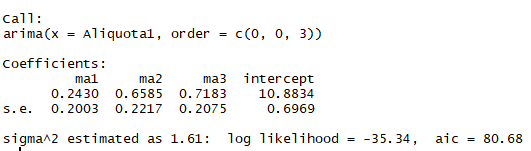 Call:
arima(x = Aliquota1, order = c(0, 0, 3))
Coefficients:
ma1 ma2 ma3 intercept
0.2430 0.6585 0.7183 10.8834
s.e. 0.2003 0.2217 0.2075 0.6969
sigma^2 estimated as 1.61: log likelihood = -35.34, aic = 80.68